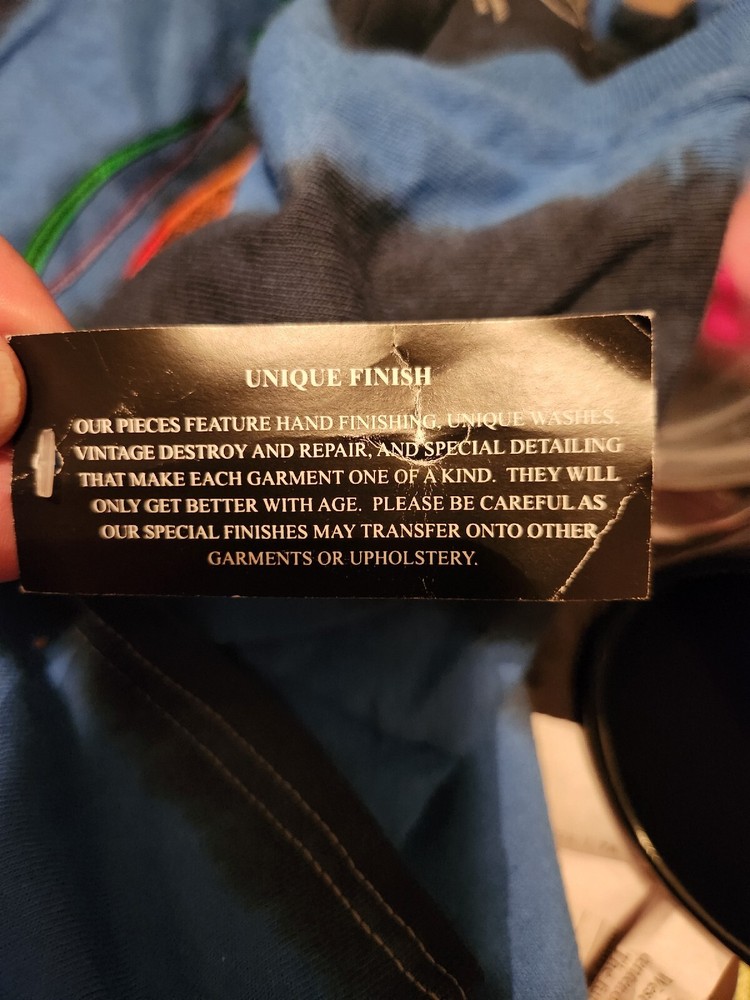 UNIQUE FINISH
OUR PIECES FEATURE HAND FINISHING, UNIQUE WASHES,
VINTAGE DESTROY AND REPAIR, AND SPECIAL DETAILING
THAT MAKE EACH GARMENT ONE OF A KIND. THEY WILL
ONLY GET BETTER WITH AGE. PLEASE BE CAREFUL AS
OUR SPECIAL FINISHES MAY TRANSFER ONTO OTHER
GARMENTS OR UPHOLSTERY.